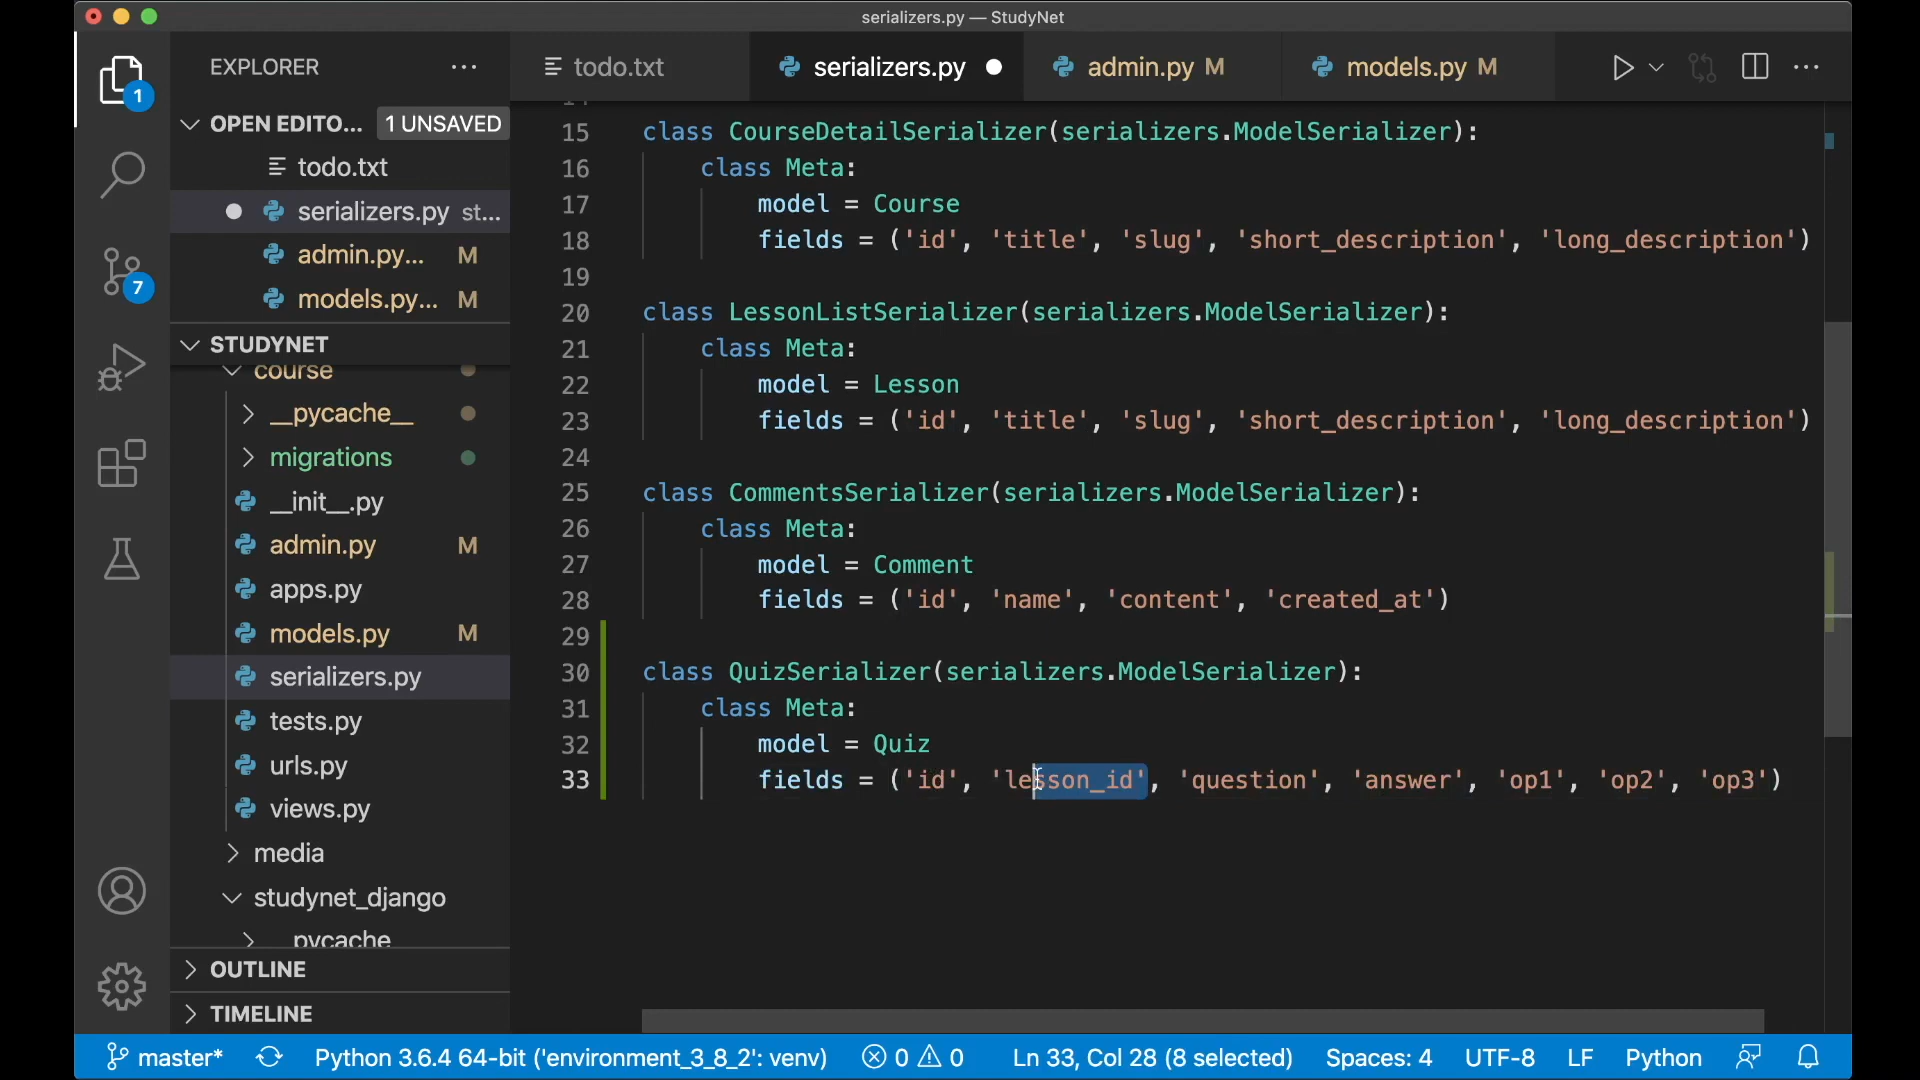 serializers.py — StudyNet
EXPLORER
todo.txt
serializers.py
admin.py M
models.py M
1
OPEN EDITO... 1 UNSAVED
todo.txt
serializers.py st...
admin.py... M
models.py... M
7
STUDYNET
course
__pycache__
migrations
__init__.py
admin.py M
apps.py
models.py M
serializers.py
tests.py
urls.py
views.py
media
studynet_django
pycache
OUTLINE
TIMELINE
14
15 class CourseDetailSerializer(serializers.ModelSerializer):
16 class Meta:
17 model = Course
18 fields = ('id', 'title', 'slug', 'short_description', 'long_description')
19
20 class LessonListSerializer(serializers.ModelSerializer):
21 class Meta:
22 model = Lesson
23 fields = ('id', 'title', 'slug', 'short_description', 'long_description')
24
25 class CommentsSerializer(serializers.ModelSerializer):
26 class Meta:
27 model = Comment
28 fields = ('id', 'name', 'content', 'created_at')
29
30 class QuizSerializer(serializers.ModelSerializer):
31 class Meta:
32 model = Quiz
33 fields = ('id', 'lesson_id', 'question', 'answer', 'op1', 'op2', 'op3')
master* Python 3.6.4 64-bit ('environment_3_8_2': venv) 0 0 Ln 33, Col 28 (8 selected) Spaces: 4 UTF-8 LF Python